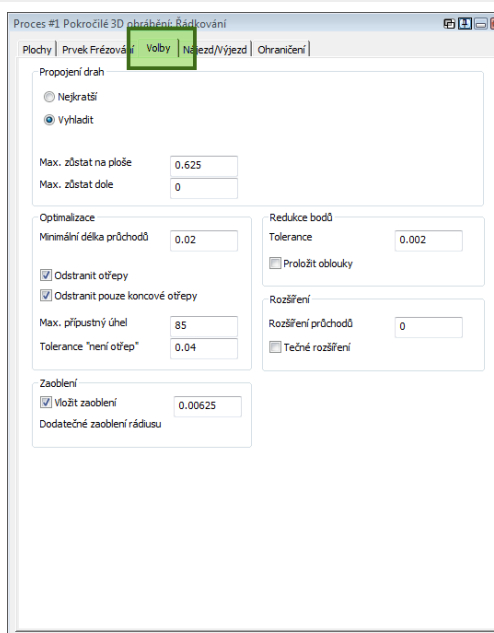 Proces #1 Pokročilé 3D obrábění: Řádkování
Plochy Prvek Frézování Volby Nájezd/Výjezd Ohraničení
Propojení drah
Nejkratší
Vyhladit
Max. zůstat na ploše 0.625
Max. zůstat dole 0
Optimalizace
Minimální délka průchodů 0.02
Odstranit otřepy
Odstranit pouze koncové otřepy
Max. přípustný úhel 85
Tolerance "není otřep" 0.04
Redukce bodů
Tolerance 0.002
Proložit oblouky
Rozšíření
Rozšíření průchodů 0
Tečné rozšíření
Zaoblení
Vložit zaoblení 0.00625
Dodatečné zaoblení rádiusu